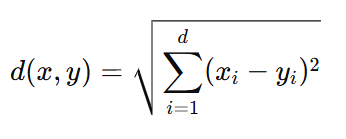 d(x, y) = √(∑_{i=1}^{d} (x_i − y_i)²)